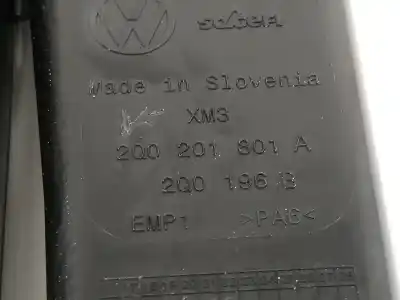 Made in Slovenia
XM3
2Q0 201 801 A
2Q0 196 B
EMP1 >PA6<